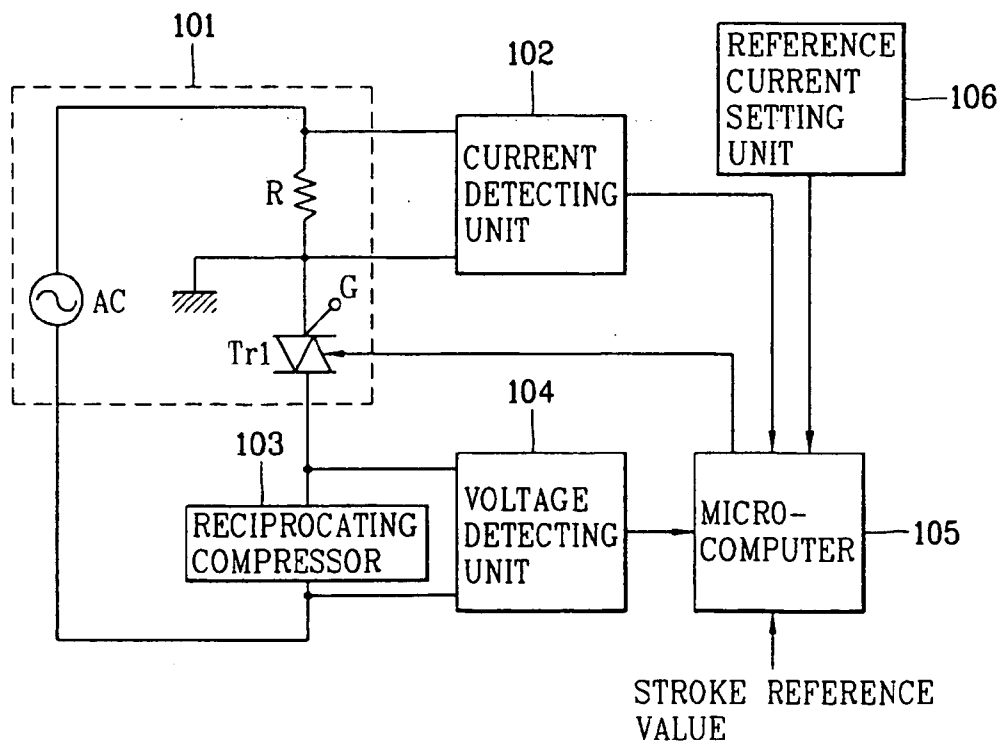 101
102
REFERENCE
CURRENT
SETTING
UNIT
106
CURRENT
DETECTING
UNIT
R
G
AC
Tr1
103
104
RECIPROCATING
COMPRESSOR
VOLTAGE
DETECTING
UNIT
MICRO-
COMPUTER
105
STROKE REFERENCE
VALUE